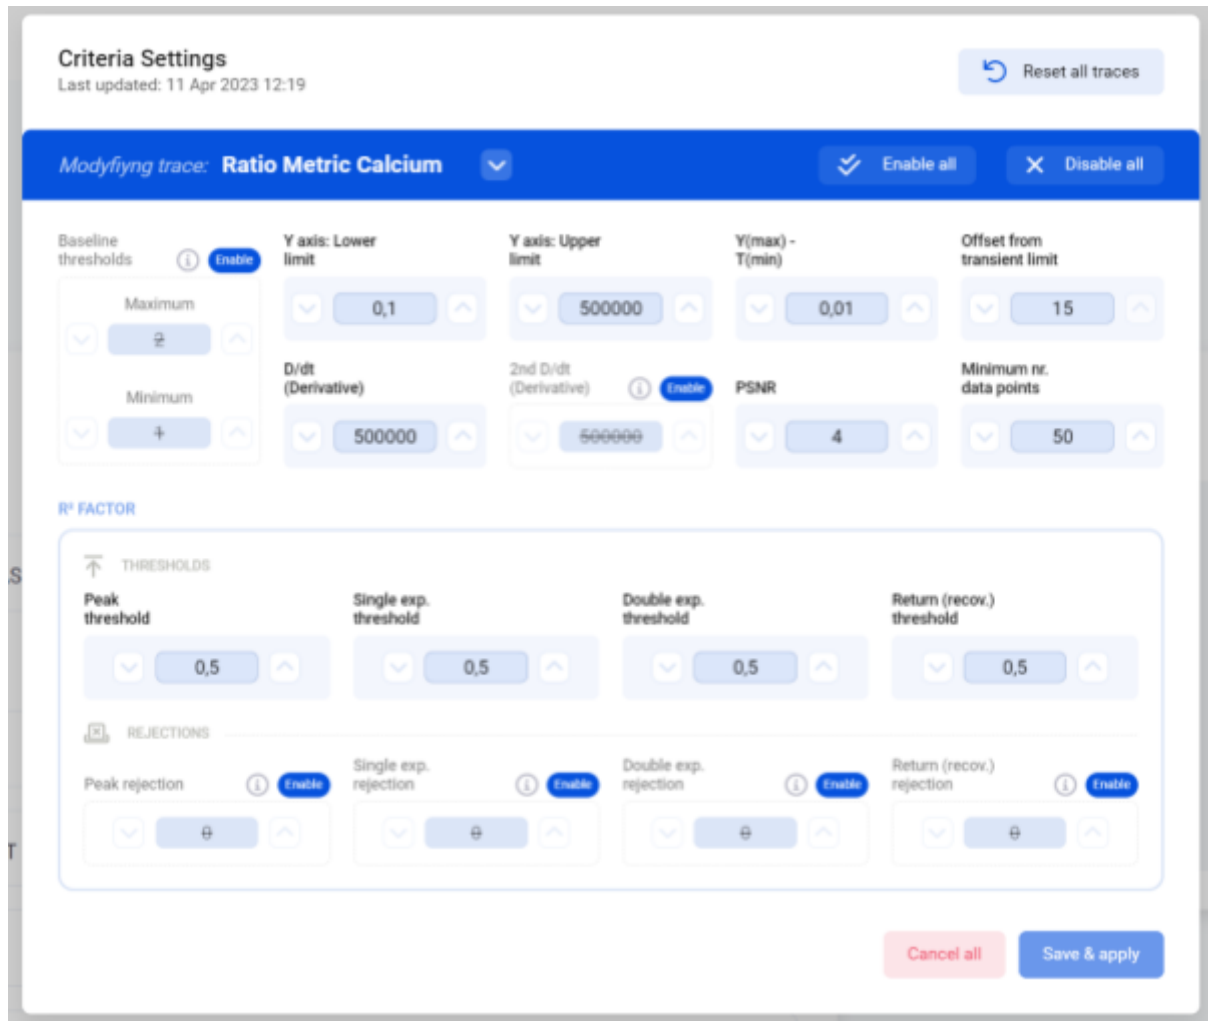 Criteria Settings
Last updated: 11 Apr 2023 12:19
Reset all traces
Modyfiyng trace: Ratio Metric Calcium
Enable all
Disable all
Baseline
thresholds
Enable
Maximum
2
Minimum
1
Y axis: Lower
limit
0,1
Y axis: Upper
limit
500000
Y(max) -
T(min)
0,01
Offset from
transient limit
15
D/dt
(Derivative)
500000
2nd D/dt
(Derivative)
Enable
500000
PSNR
4
Minimum nr.
data points
50
R² FACTOR
THRESHOLDS
Peak
threshold
0,5
Single exp.
threshold
0,5
Double exp.
threshold
0,5
Return (recov.)
threshold
0,5
REJECTIONS
Peak rejection
Enable
0
Single exp.
rejection
Enable
0
Double exp.
rejection
Enable
0
Return (recov.)
rejection
Enable
0
Cancel all
Save & apply
AS
T